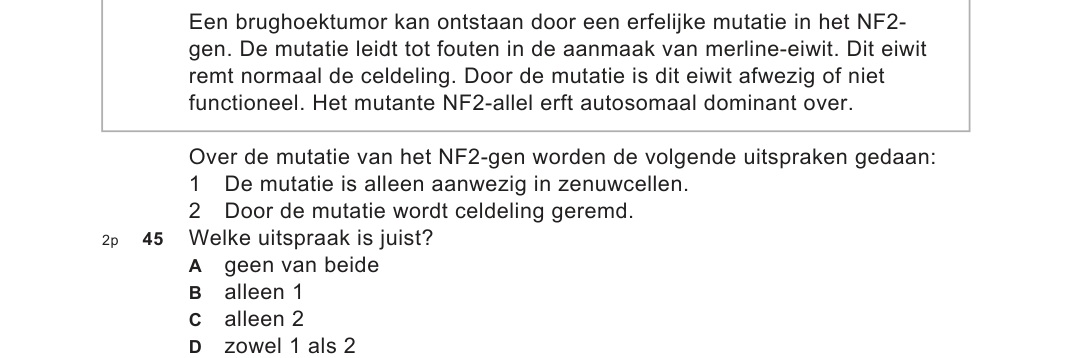 Een brughoektumor kan ontstaan door een erfelijke mutatie in het NF2-
gen. De mutatie leidt tot fouten in de aanmaak van merline-eiwit. Dit eiwit
remt normaal de celdeling. Door de mutatie is dit eiwit afwezig of niet
functioneel. Het mutante NF2-allel erft autosomaal dominant over.
Over de mutatie van het NF2-gen worden de volgende uitspraken gedaan:
1 De mutatie is alleen aanwezig in zenuwcellen.
2 Door de mutatie wordt celdeling geremd.
2p 45 Welke uitspraak is juist?
A geen van beide
B alleen 1
C alleen 2
D zowel 1 als 2